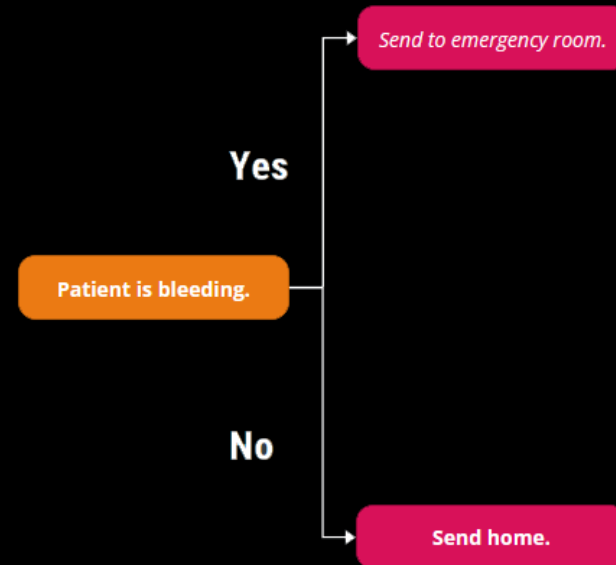 Send to emergency room.
Yes
Patient is bleeding.
No
Send home.